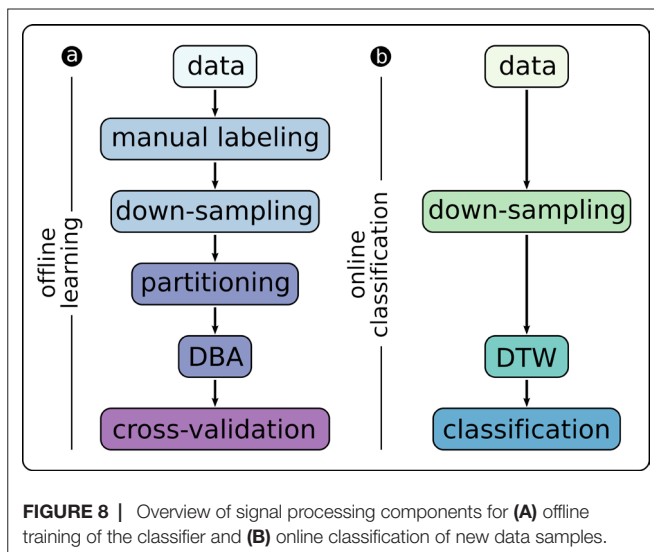 a
data
manual labeling
down-sampling
partitioning
DBA
cross-validation
offline
learning
b
data
down-sampling
DTW
classification
online
classification
FIGURE 8 | Overview of signal processing components for (A) offline
training of the classifier and (B) online classification of new data samples.